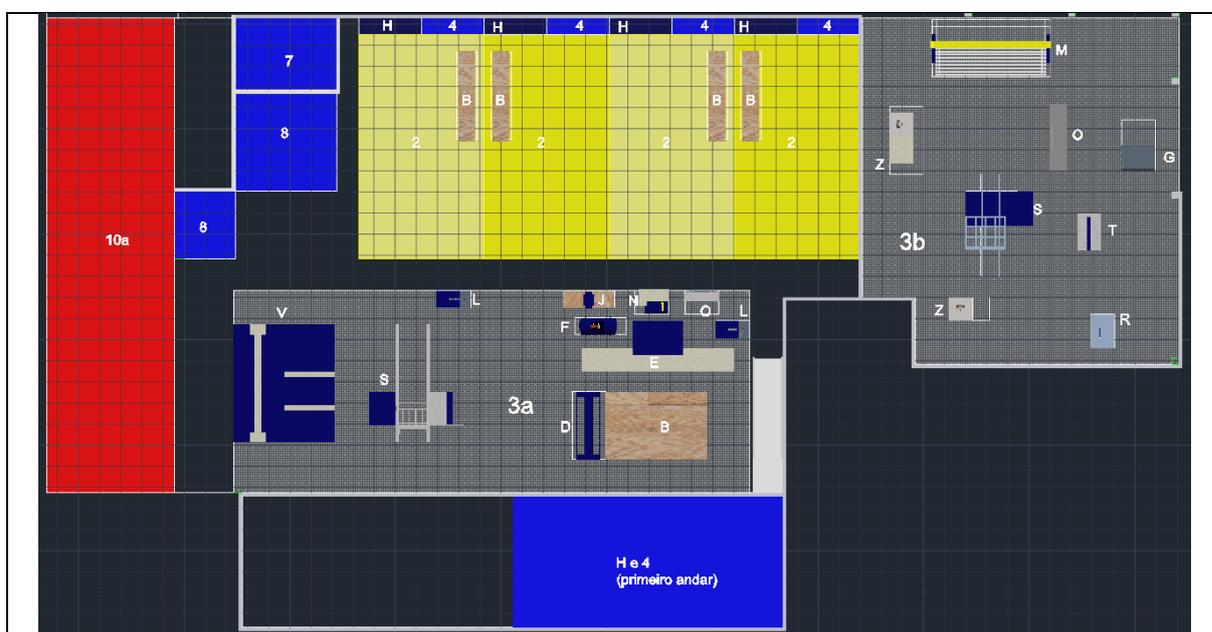 H 4 H 4 H 4 H 4
7
M
B B B B
8
O
G
2 2 2 2
Z
S
8
T
10a
3b
L J N O L
V
Z
F
R
E
S
3a
D B
H e 4
(primeiro andar)